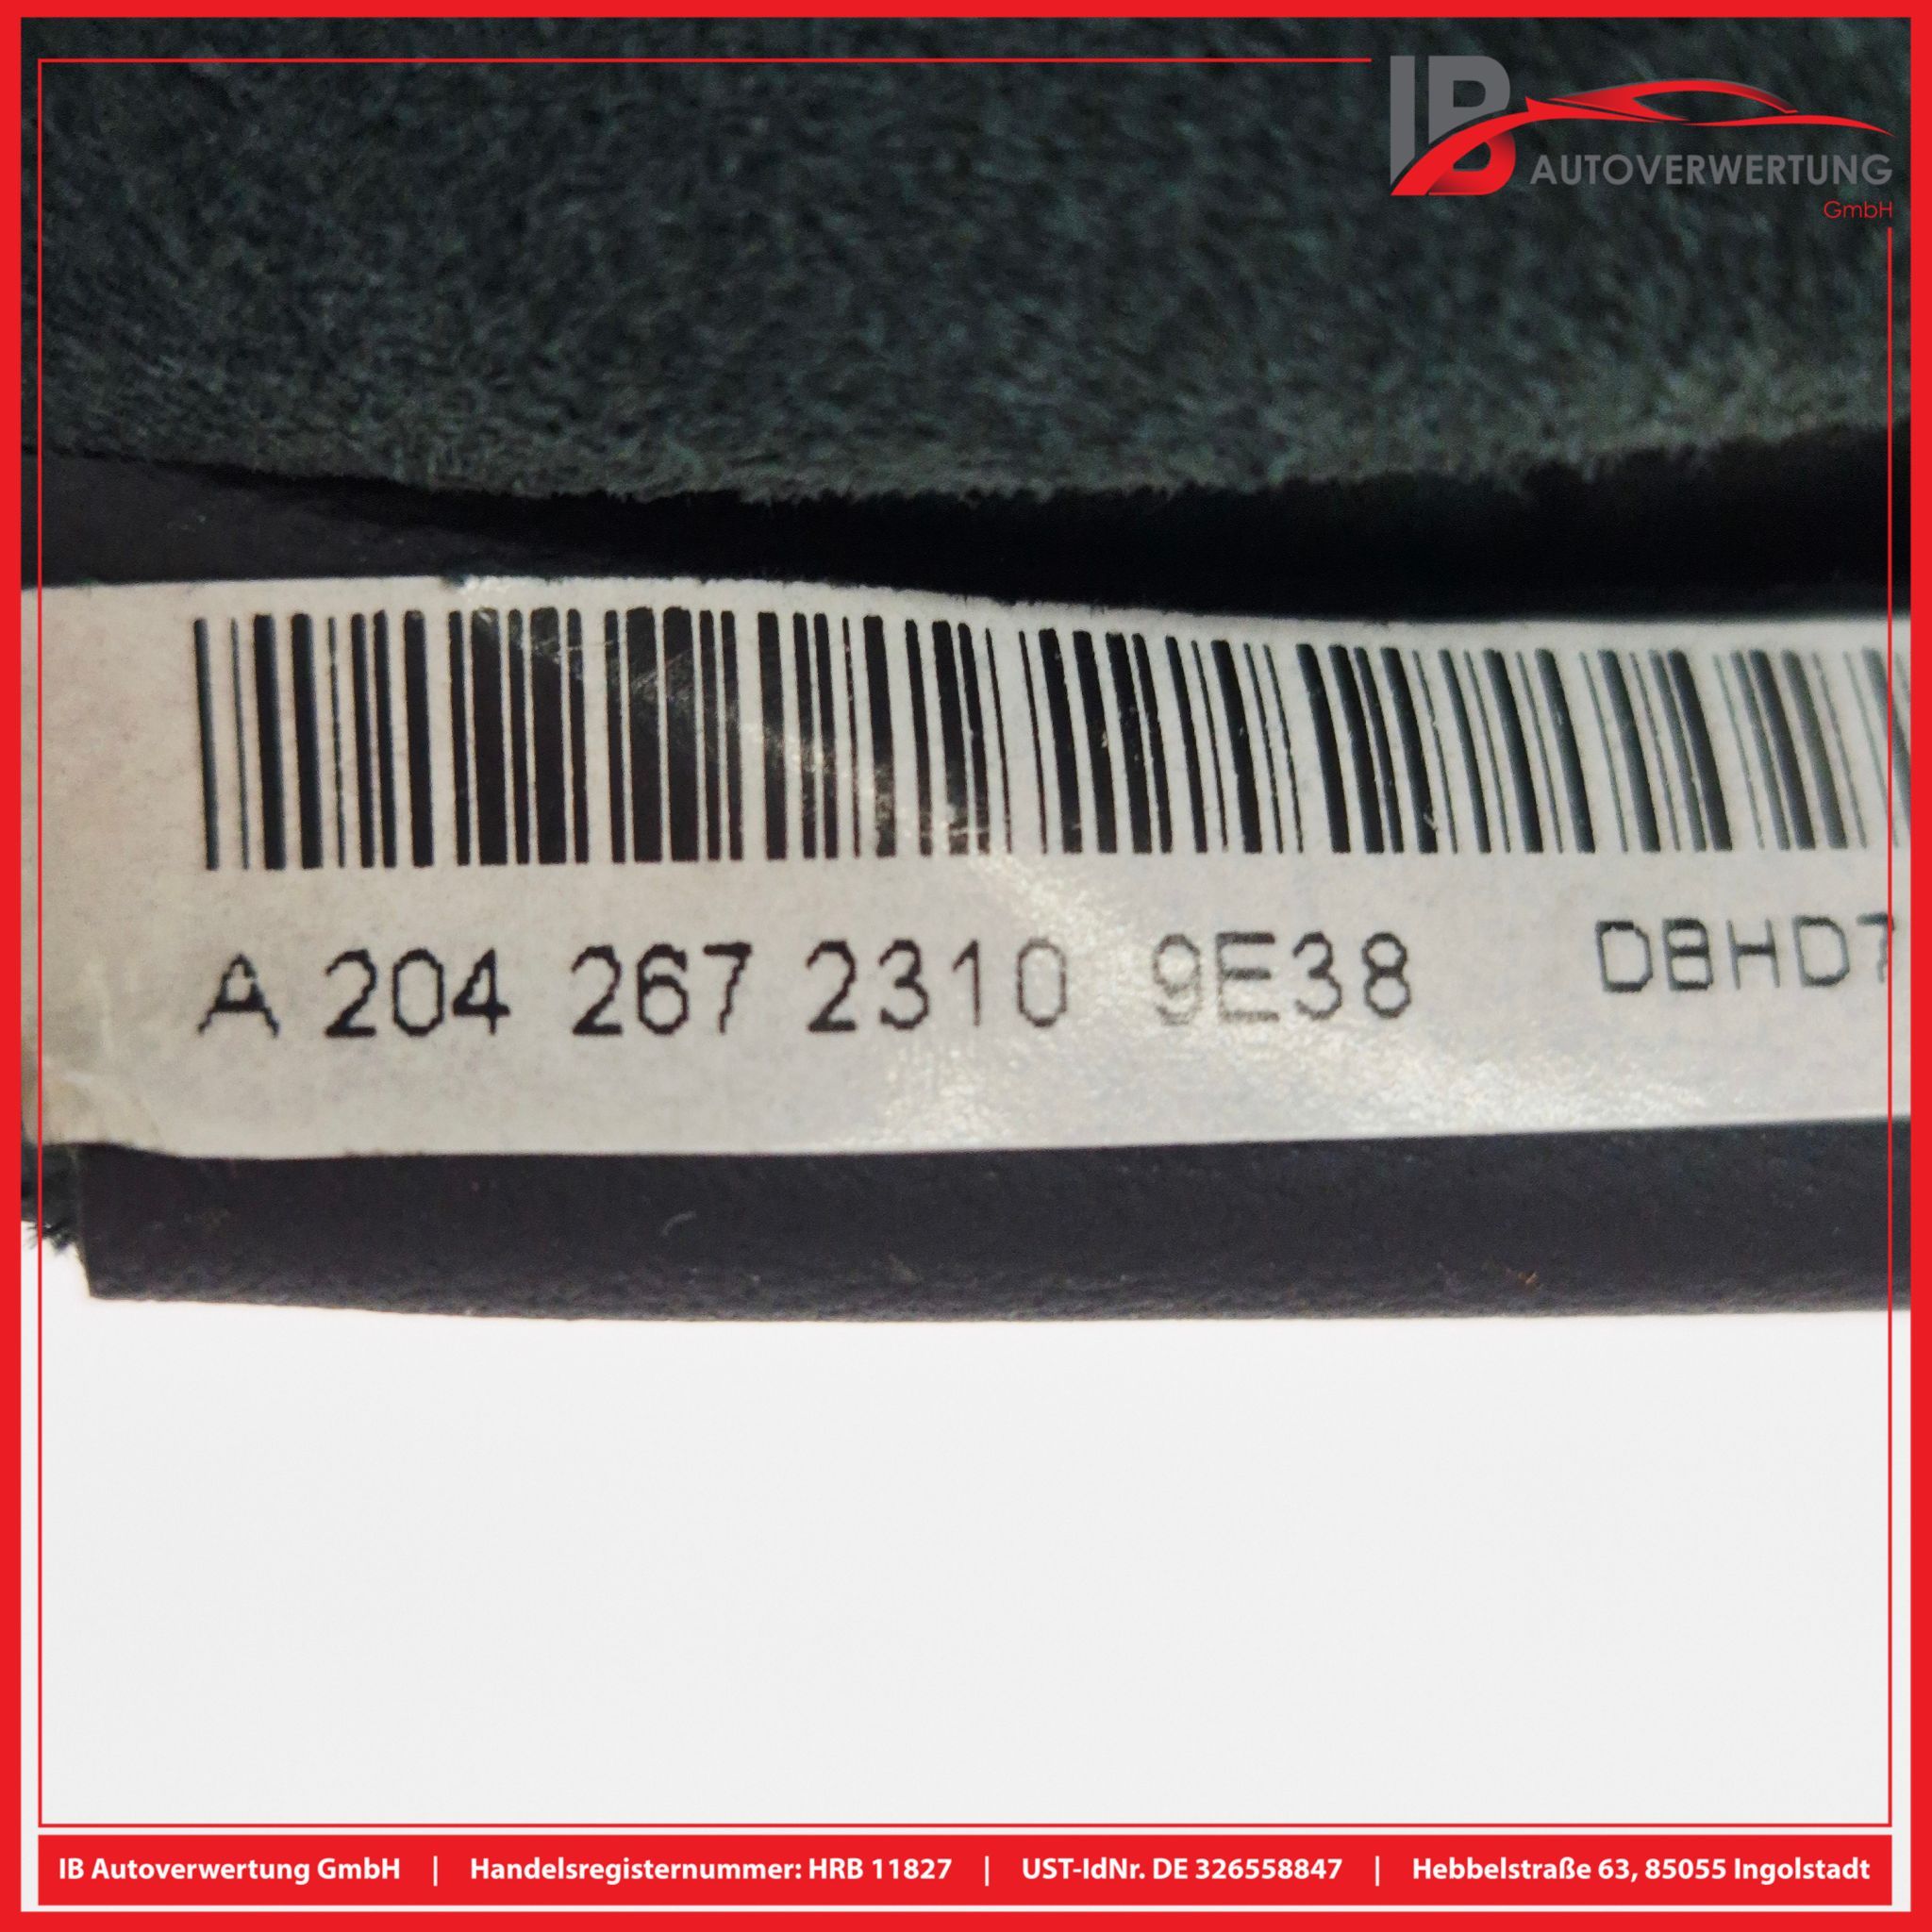 IB
AUTOVERWERTUNG
GmbH
A 204 267 2310 9E38 DBHD7
IB Autoverwertung GmbH | Handelsregisternummer: HRB 11827 | UST-IdNr. DE 326558847 | Hebbelstraße 63, 85055 Ingolstadt